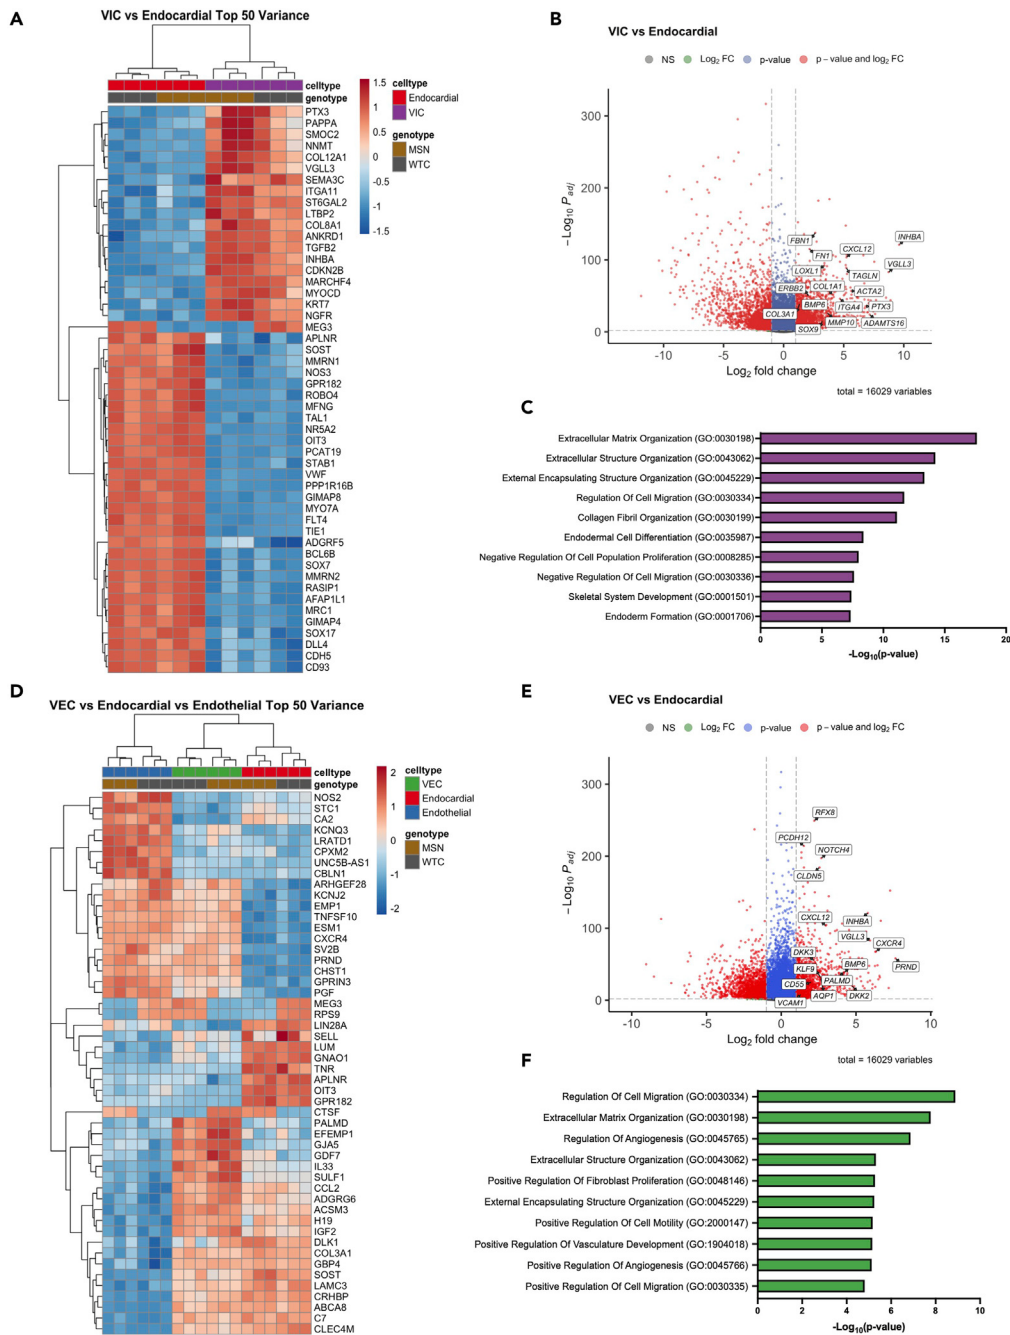 A
VIC vs Endocardial Top 50 Variance
celltype
genotype
PTX3
PAPPA
SMOC2
NNMT
COL12A1
VGLL3
SEMA3C
ITGA11
ST6GAL2
LTBP2
COL8A1
ANKRD1
TGFB2
INHBA
CDKN2B
MARCHF4
MYOCD
KRT7
NGFR
MEG3
APLNR
SOST
MMRN1
NOS3
GPR182
ROBO4
MFNG
TAL1
NR5A2
OIT3
PCAT19
STAB1
VWF
PPP1R16B
GIMAP8
MYO7A
FLT4
TIE1
ADGRF5
BCL6B
SOX7
MMRN2
RASIP1
AFAP1L1
MRC1
GIMAP4
SOX17
DLL4
CDH5
CD93
1.5
1
0.5
0
-0.5
-1
-1.5
celltype
Endocardial
VIC
genotype
MSN
WTC
B
VIC vs Endocardial
NS
Log2 FC
p-value
p – value and log2 FC
– Log10 Padj
300
200
100
0
FBN1
FN1
LOXL1
ERBB2
COL1A1
BMP6
COL3A1
SOX9
MMP10
ITGA4
CXCL12
TAGLN
ACTA2
PTX3
ADAMTS16
INHBA
VGLL3
-10
-5
0
5
10
Log2 fold change
total = 16029 variables
C
Extracellular Matrix Organization (GO:0030198)
Extracellular Structure Organization (GO:0043062)
External Encapsulating Structure Organization (GO:0045229)
Regulation Of Cell Migration (GO:0030334)
Collagen Fibril Organization (GO:0030199)
Endodermal Cell Differentiation (GO:0035987)
Negative Regulation Of Cell Population Proliferation (GO:0008285)
Negative Regulation Of Cell Migration (GO:0030336)
Skeletal System Development (GO:0001501)
Endoderm Formation (GO:0001706)
0
5
10
15
20
-Log10(p-value)
D
VEC vs Endocardial vs Endothelial Top 50 Variance
celltype
genotype
NOS2
STC1
CA2
KCNQ3
LRATD1
CPXM2
UNC5B-AS1
CBLN1
ARHGEF28
KCNJ2
EMP1
TNFSF10
ESM1
CXCR4
SV2B
PRND
CHST1
GPRIN3
PGF
MEG3
RPS9
LIN28A
SELL
LUM
GNAO1
TNR
APLNR
OIT3
GPR182
CTSF
PALMD
EFEMP1
GJA5
GDF7
IL33
SULF1
CCL2
ADGRG6
ACSM3
H19
IGF2
DLK1
COL3A1
GBP4
SOST
LAMC3
CRHBP
ABCA8
C7
CLEC4M
2
1
0
-1
-2
celltype
VEC
Endocardial
Endothelial
genotype
MSN
WTC
E
VEC vs Endocardial
NS
Log2 FC
p-value
p – value and log2 FC
– Log10 Padj
300
200
100
0
RFX8
PCDH12
NOTCH4
CLDN5
CXCL12
INHBA
VGLL3
CXCR4
DKK3
BMP6
PRND
KLF9
PALMD
CD55
AQP1
DKK2
VCAM1
-10
-5
0
5
10
Log2 fold change
total = 16029 variables
F
Regulation Of Cell Migration (GO:0030334)
Extracellular Matrix Organization (GO:0030198)
Regulation Of Angiogenesis (GO:0045765)
Extracellular Structure Organization (GO:0043062)
Positive Regulation Of Fibroblast Proliferation (GO:0048146)
External Encapsulating Structure Organization (GO:0045229)
Positive Regulation Of Cell Motility (GO:2000147)
Positive Regulation Of Vasculature Development (GO:1904018)
Positive Regulation Of Angiogenesis (GO:0045766)
Positive Regulation Of Cell Migration (GO:0030335)
0
2
4
6
8
10
-Log10(p-value)